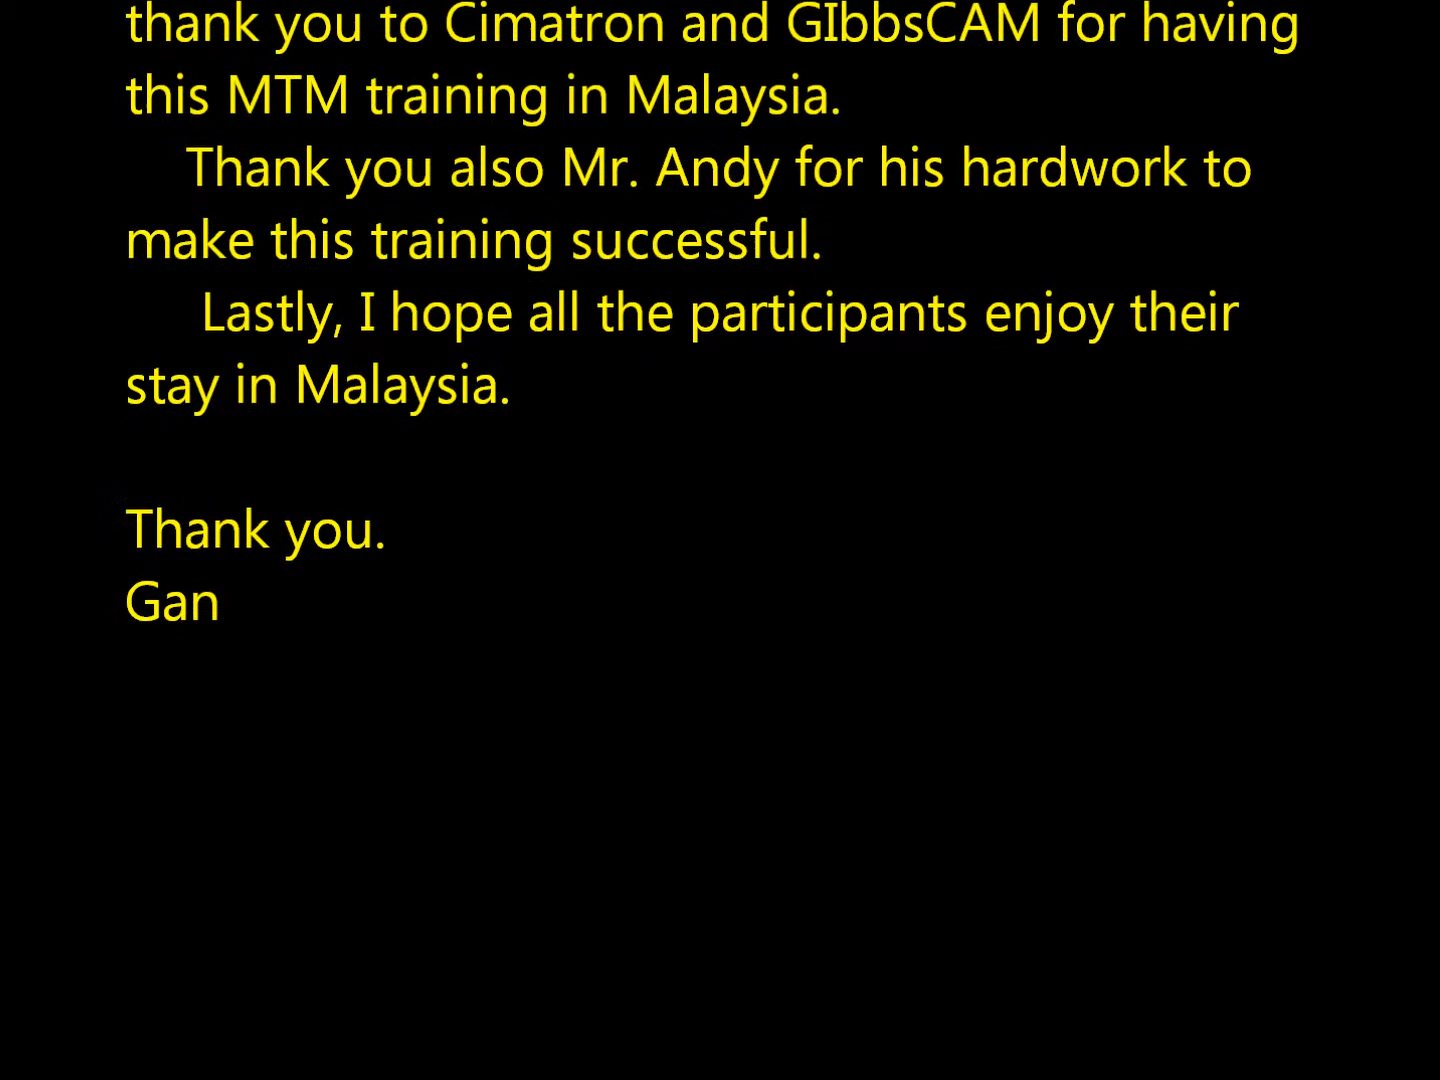 thank you to Cimatron and GIbbsCAM for having
this MTM training in Malaysia.
Thank you also Mr. Andy for his hardwork to
make this training successful.
Lastly, I hope all the participants enjoy their
stay in Malaysia.
Thank you.
Gan